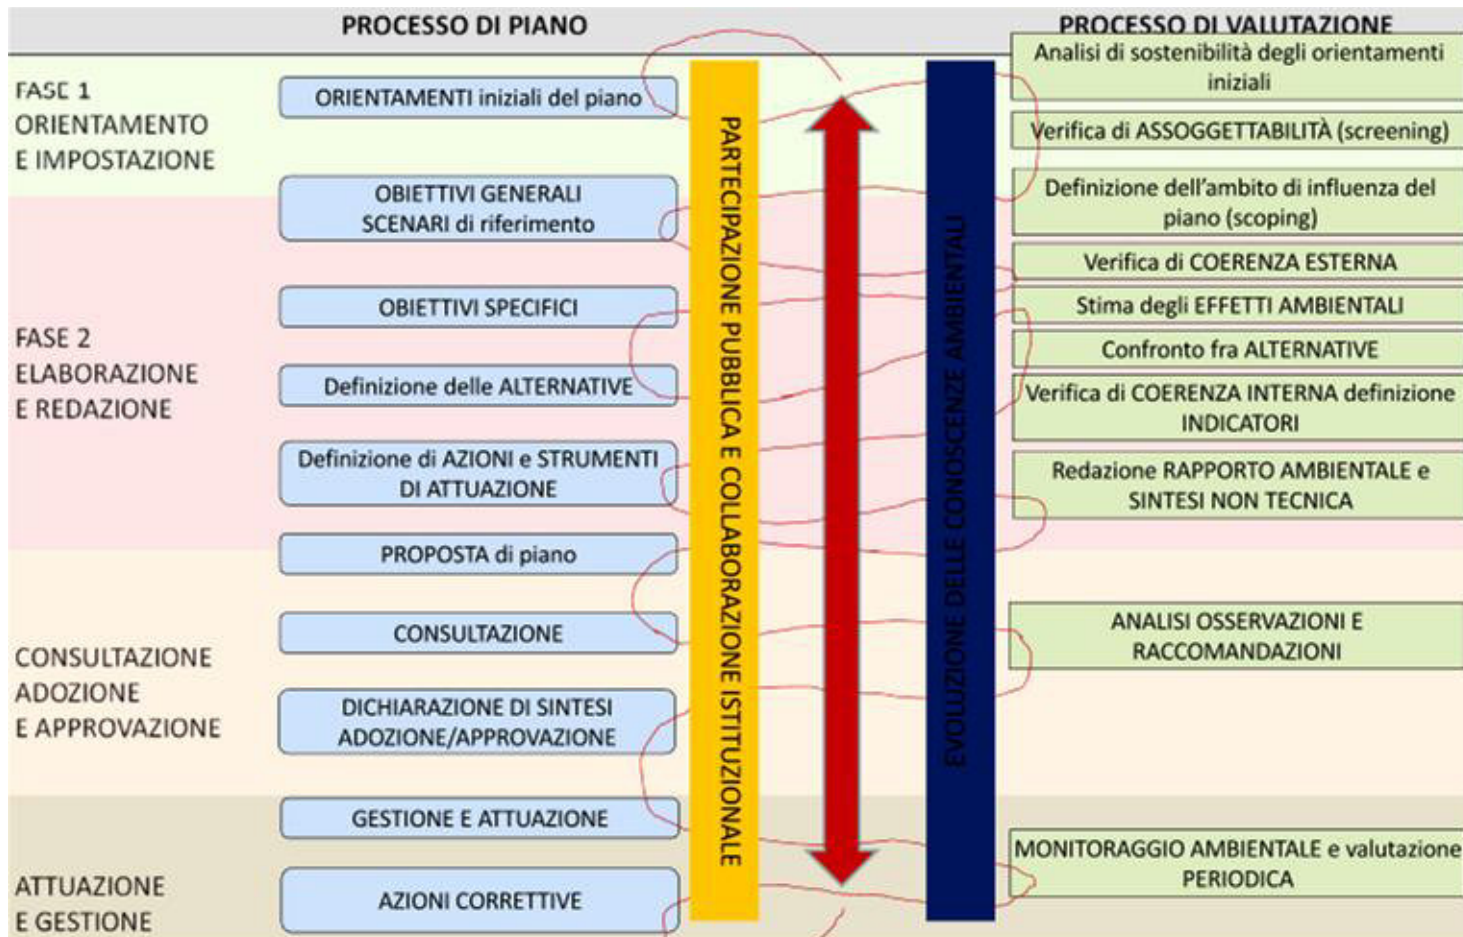 PROCESSO DI PIANO
PROCESSO DI VALUTAZIONE
FASE 1
ORIENTAMENTO
E IMPOSTAZIONE
ORIENTAMENTI iniziali del piano
Analisi di sostenibilità degli orientamenti
iniziali
Verifica di ASSOGGETTABILITÀ (screening)
OBIETTIVI GENERALI
SCENARI di riferimento
Definizione dell'ambito di influenza del
piano (scoping)
FASE 2
ELABORAZIONE
E REDAZIONE
Verifica di COERENZA ESTERNA
OBIETTIVI SPECIFICI
Stima degli EFFETTI AMBIENTALI
Confronto fra ALTERNATIVE
Definizione delle ALTERNATIVE
Verifica di COERENZA INTERNA definizione
INDICATORI
Definizione di AZIONI e STRUMENTI
DI ATTUAZIONE
Redazione RAPPORTO AMBIENTALE e
SINTESI NON TECNICA
PROPOSTA di piano
CONSULTAZIONE
ADOZIONE
E APPROVAZIONE
CONSULTAZIONE
ANALISI OSSERVAZIONI E
RACCOMANDAZIONI
DICHIARAZIONE DI SINTESI
ADOZIONE/APPROVAZIONE
GESTIONE E ATTUAZIONE
MONITORAGGIO AMBIENTALE e valutazione
PERIODICA
ATTUAZIONE
E GESTIONE
AZIONI CORRETTIVE
PARTECIPAZIONE PUBBLICA E COLLABORAZIONE ISTITUZIONALE
EVOLUZIONE DELLE CONOSCENZE AMBIENTALI